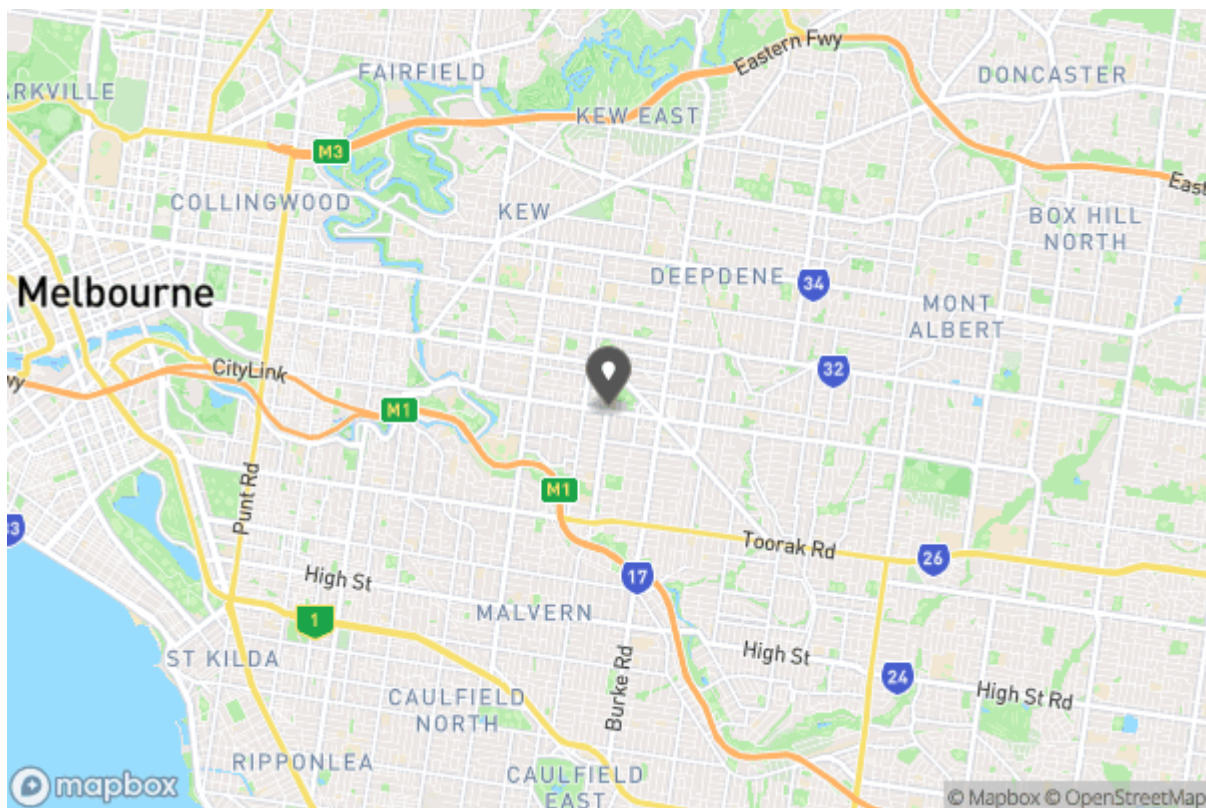 Eastern Fwy
FAIRFIELD
DONCASTER
ARKVILLE
KEW EAST
M3
East
COLLINGWOOD
KEW
BOX HILL
NORTH
DEEPDENE
34
Melbourne
MONT
ALBERT
CityLink
32
wy
M1
M1
Punt Rd
33
Toorak Rd
26
High St
17
MALVERN
1
ST KILDA
High St
24
Burke Rd
High St Rd
CAULFIELD
NORTH
RIPPONLEA
CAULFIELD
EAST
mapbox
© Mapbox © OpenStreetMap